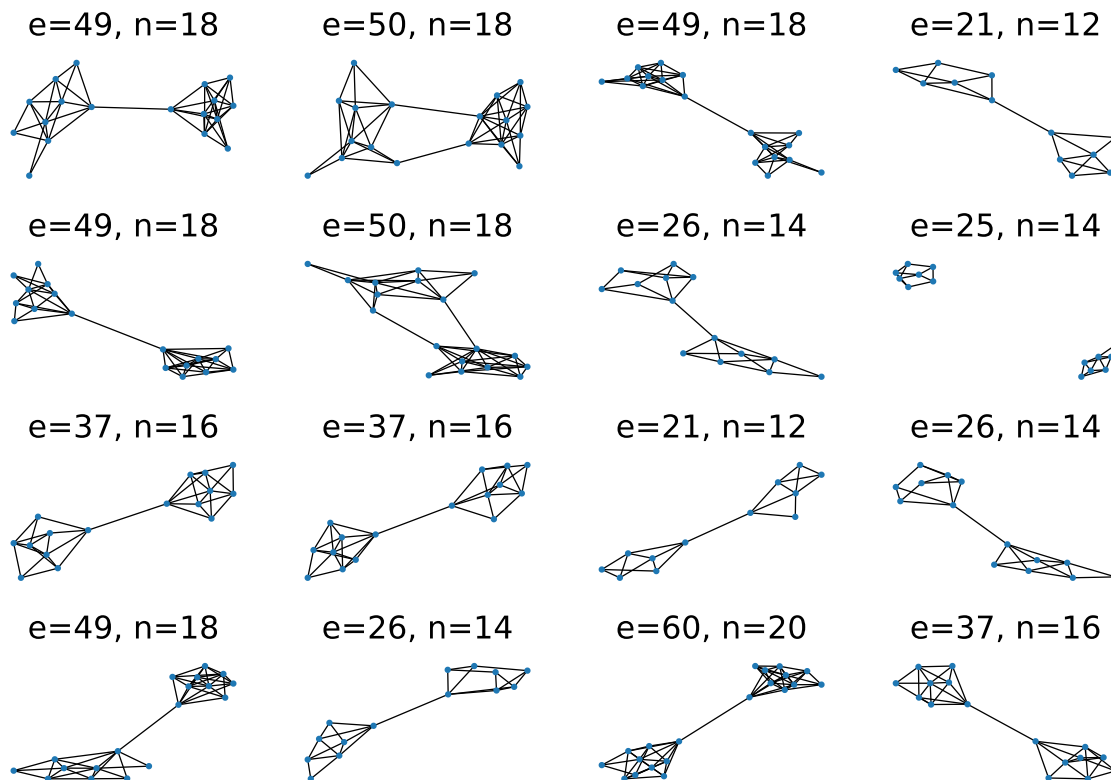 e=49, n=18
e=50, n=18
e=49, n=18
e=21, n=12
e=49, n=18
e=50, n=18
e=26, n=14
e=25, n=14
e=37, n=16
e=37, n=16
e=21, n=12
e=26, n=14
e=49, n=18
e=26, n=14
e=60, n=20
e=37, n=16